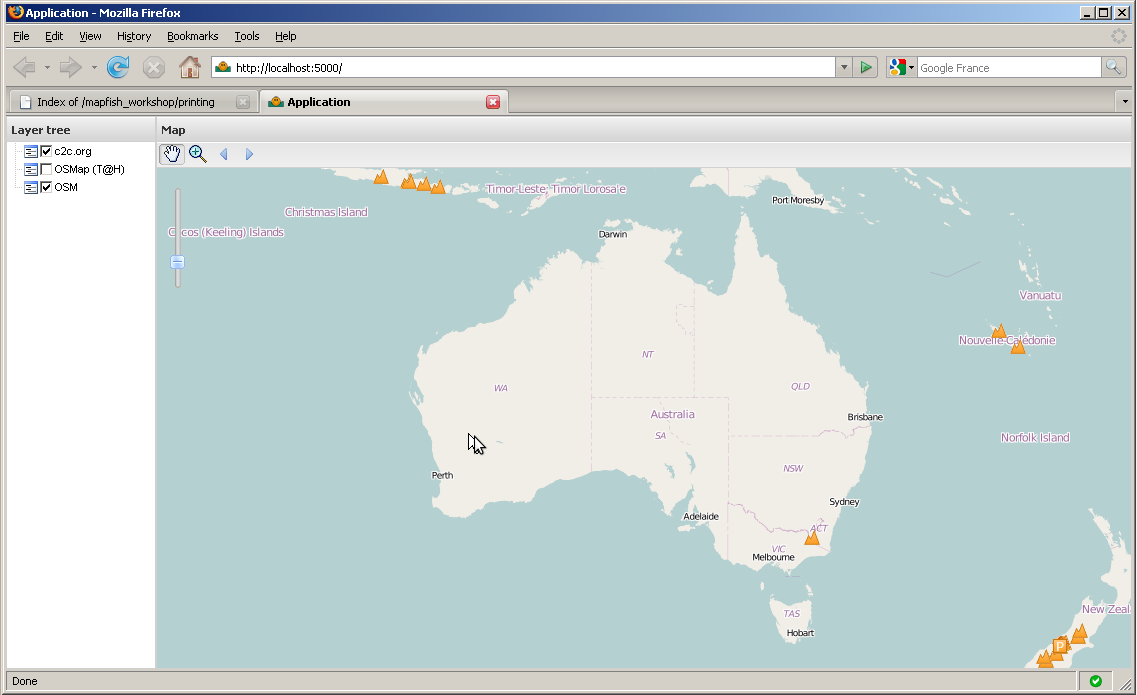 Application - Mozilla Firefox
File Edit View History Bookmarks Tools Help
http://localhost:5000/
Google France
Index of /mapfish_workshop/printing
Application
Layer tree
Map
c2c.org
OSMap (T@H)
OSM
Timor-Leste, Timor Lorosa'e
Port Moresby
Christmas Island
Cocos (Keeling) Islands
Darwin
Vanuatu
Nouvelle-Calédonie
NT
WA
QLD
Australia
Brisbane
SA
Norfolk Island
NSW
Perth
Sydney
Adelaide
ACT
VIC
Melbourne
New Zeal
TAS
Hobart
P
Done